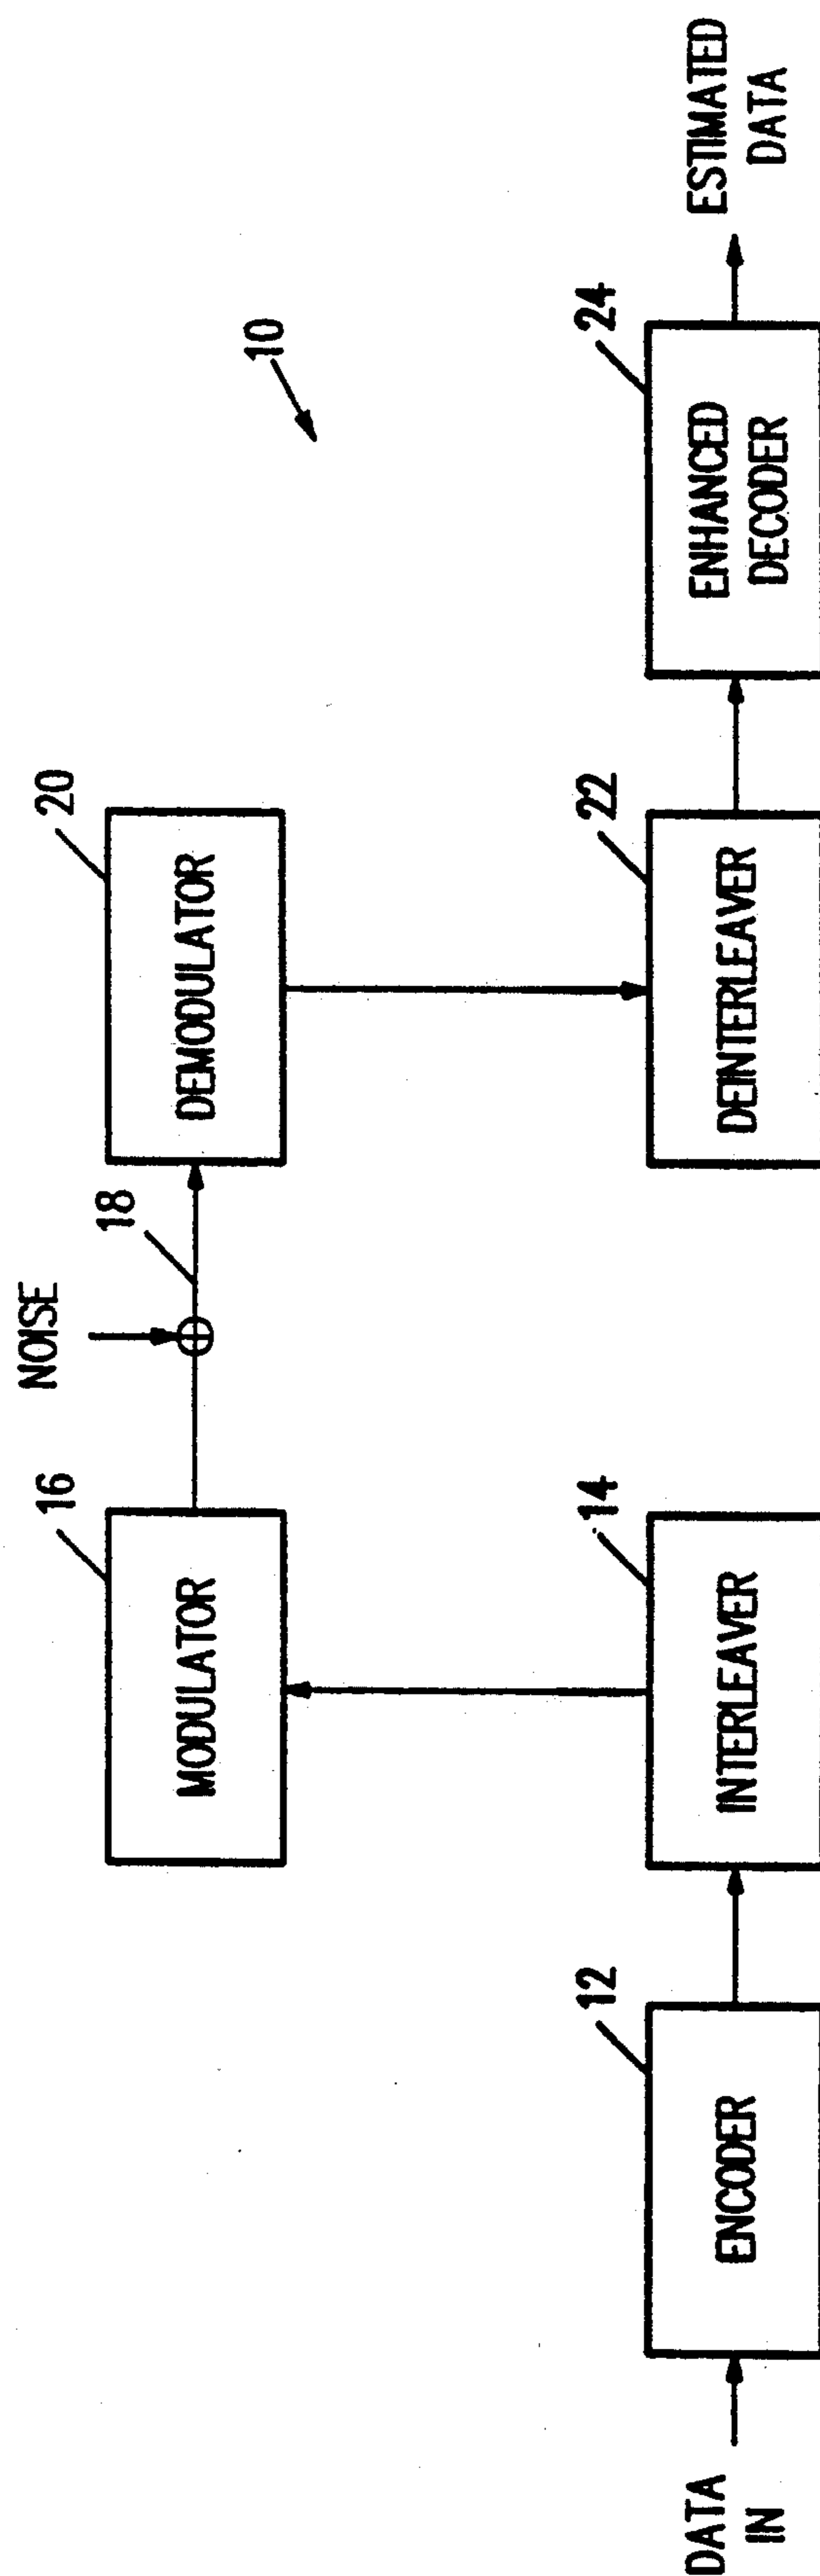 NOISE
16
18
20
MODULATOR
DEMODULATOR
10
12
14
22
24
DATA
IN
ENCODER
INTERLEAVER
DEINTERLEAVER
ENHANCED
DECODER
ESTIMATED
DATA